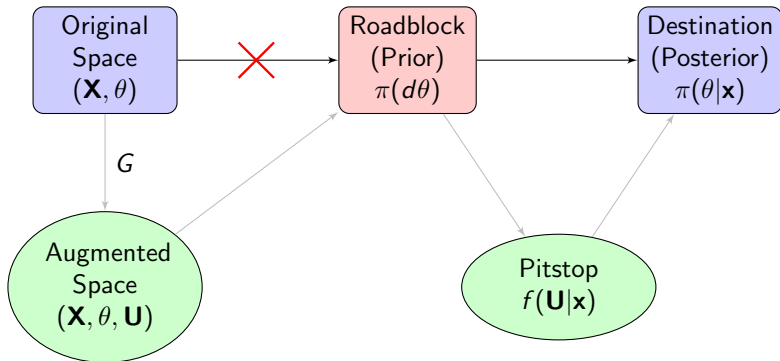 Original
Space
(X, θ)
Roadblock
(Prior)
π(dθ)
Destination
(Posterior)
π(θ|x)
G
Augmented
Space
(X, θ, U)
Pitstop
f(U|x)